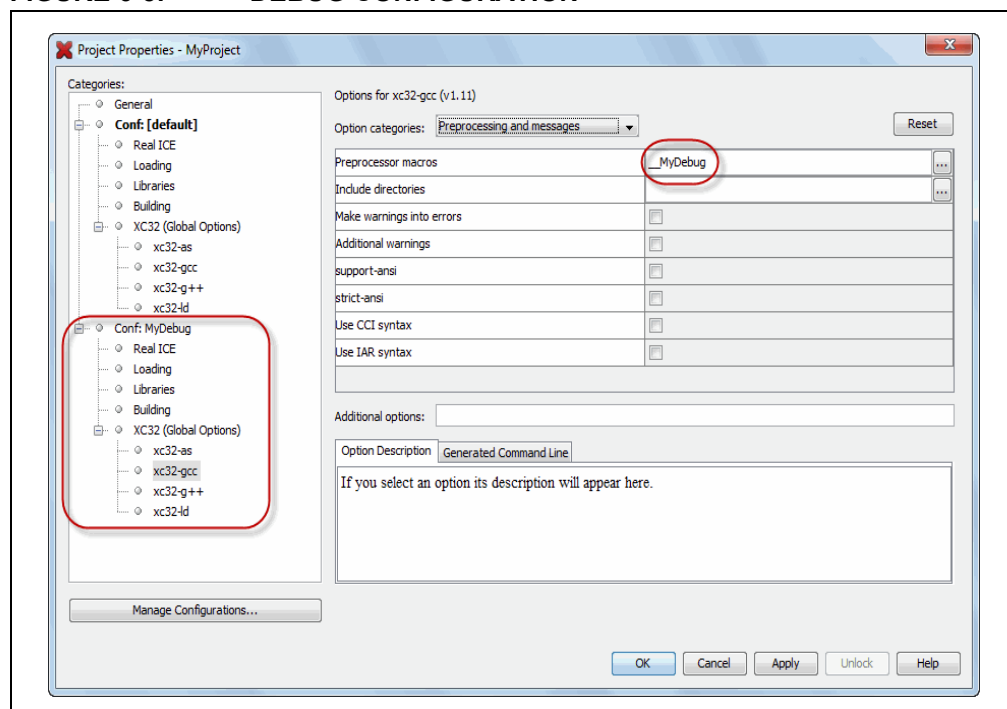 Project Properties - MyProject
x
Categories:
General
Conf: [default]
Real ICE
Loading
Libraries
Building
XC32 (Global Options)
xc32-as
xc32-gcc
xc32-g++
xc32-ld
Conf: MyDebug
Real ICE
Loading
Libraries
Building
XC32 (Global Options)
xc32-as
xc32-gcc
xc32-g++
xc32-ld
Manage Configurations...
Options for xc32-gcc (v1.11)
Option categories: Preprocessing and messages
Reset
Preprocessor macros __MyDebug ...
Include directories ...
Make warnings into errors
Additional warnings
support-ansi
strict-ansi
Use CCI syntax
Use IAR syntax
Additional options:
Option Description Generated Command Line
If you select an option its description will appear here.
OK Cancel Apply Unlock Help